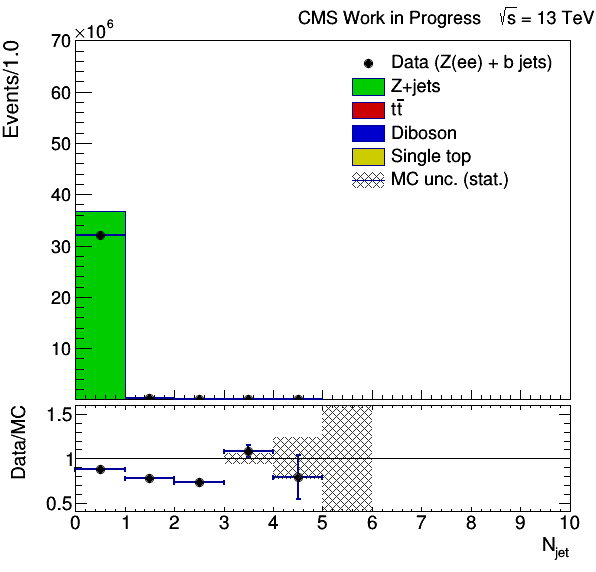 CMS Work in Progress √s = 13 TeV
×10⁶
Events/1.0
70
60
50
40
30
20
10
Data (Z(ee) + b jets)
Z+jets
tt̄
Diboson
Single top
MC unc. (stat.)
Data/MC
1.5
1
0.5
0 1 2 3 4 5 6 7 8 9 10
N_jet